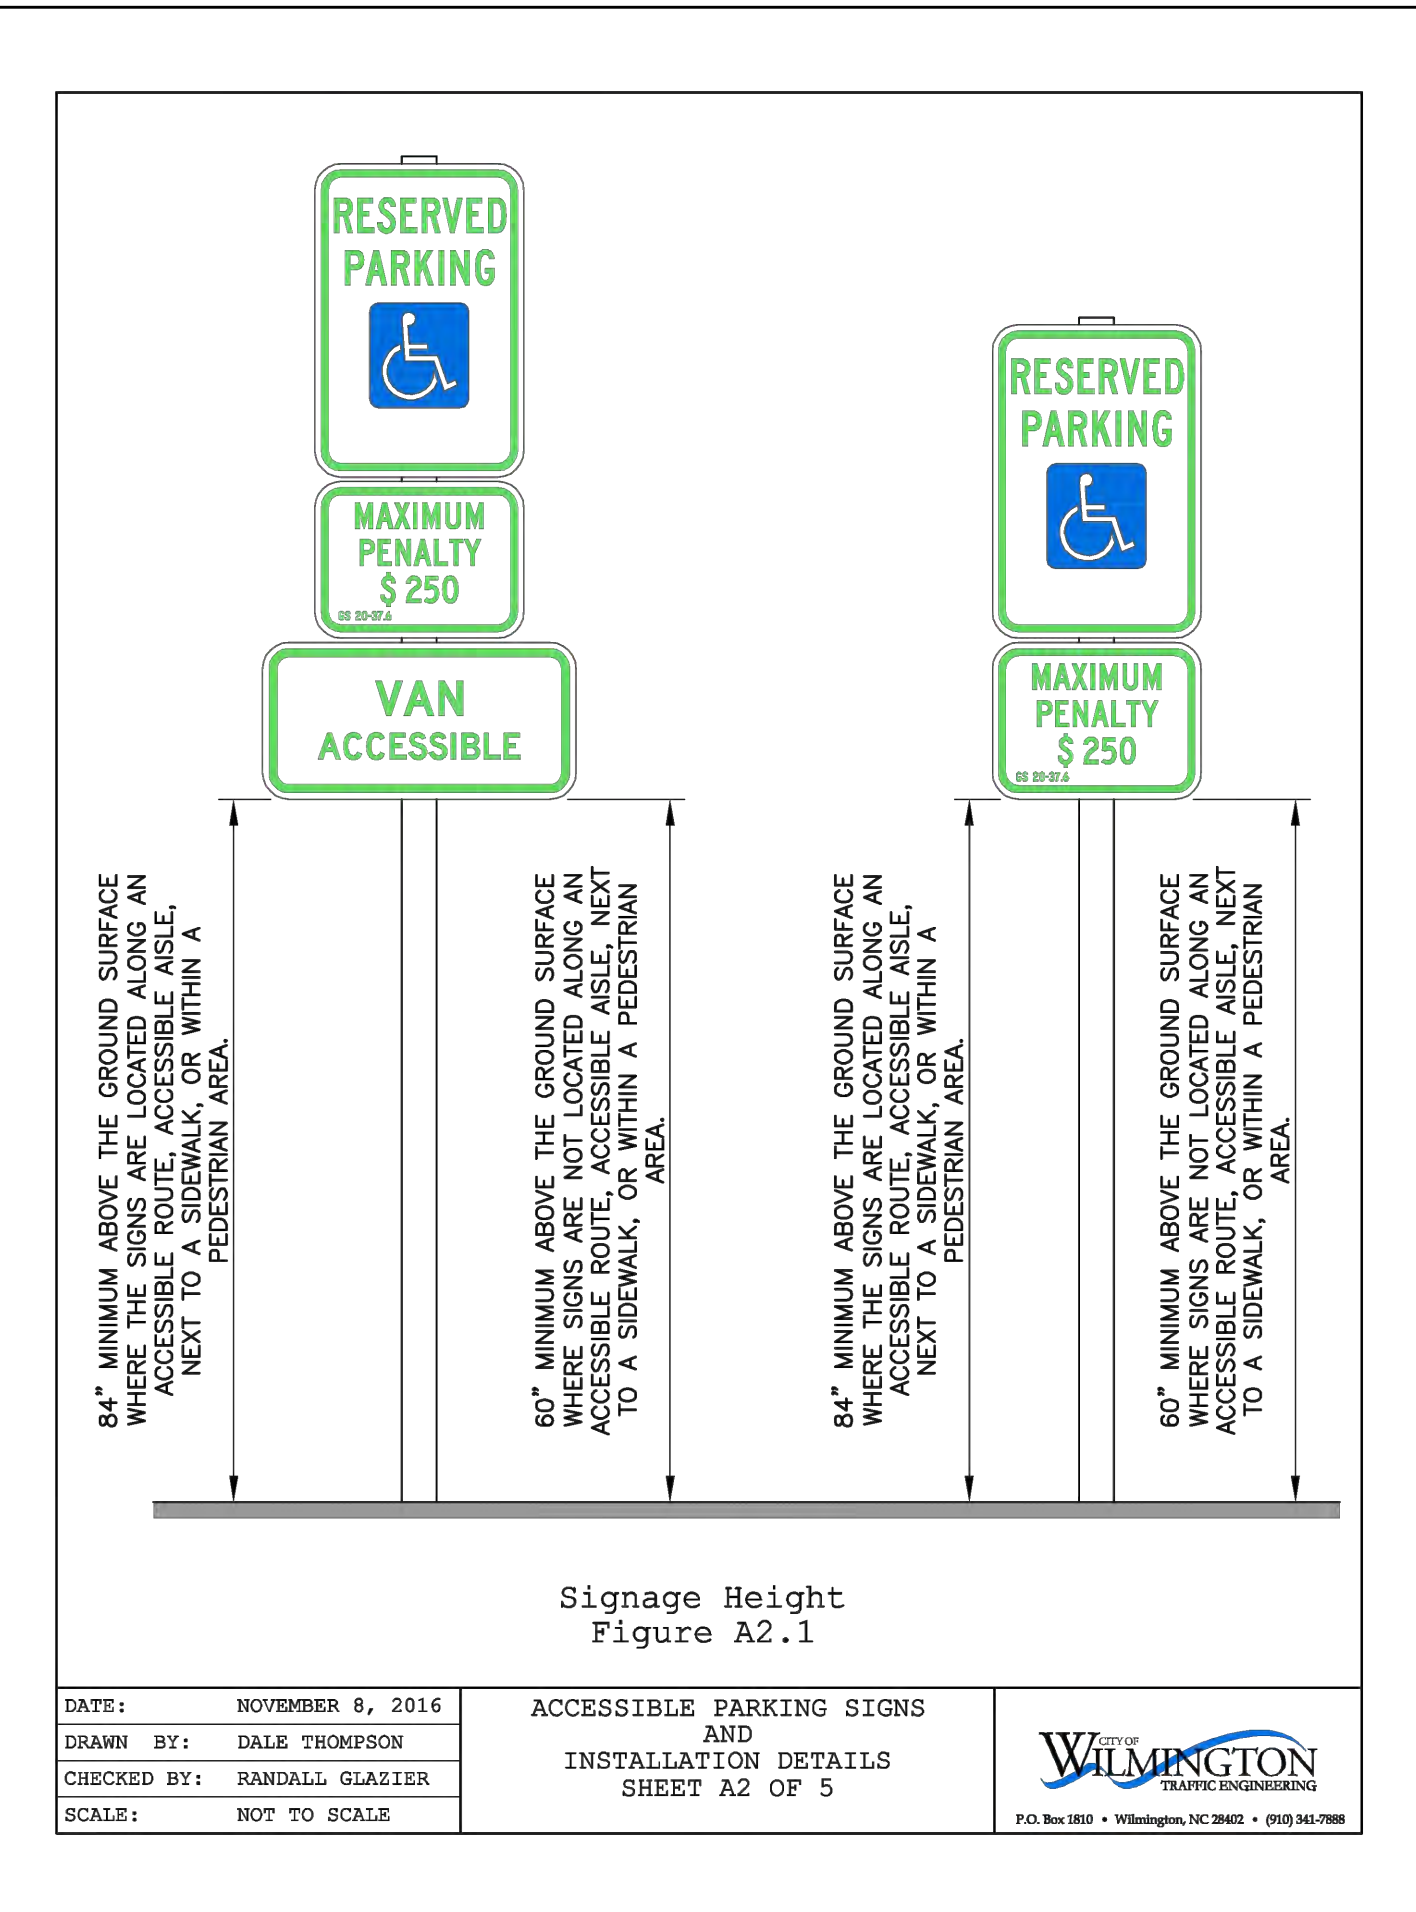 RESERVED
PARKING
MAXIMUM
PENALTY
$ 250
GS 20-37.6
VAN
ACCESSIBLE
RESERVED
PARKING
MAXIMUM
PENALTY
$ 250
GS 20-37.6
84" MINIMUM ABOVE THE GROUND SURFACE
WHERE THE SIGNS ARE LOCATED ALONG AN
ACCESSIBLE ROUTE, ACCESSIBLE AISLE,
NEXT TO A SIDEWALK, OR WITHIN A
PEDESTRIAN AREA.
60" MINIMUM ABOVE THE GROUND SURFACE
WHERE SIGNS ARE NOT LOCATED ALONG AN
ACCESSIBLE ROUTE, ACCESSIBLE AISLE, NEXT
TO A SIDEWALK, OR WITHIN A PEDESTRIAN
AREA.
84" MINIMUM ABOVE THE GROUND SURFACE
WHERE THE SIGNS ARE LOCATED ALONG AN
ACCESSIBLE ROUTE, ACCESSIBLE AISLE,
NEXT TO A SIDEWALK, OR WITHIN A
PEDESTRIAN AREA.
60" MINIMUM ABOVE THE GROUND SURFACE
WHERE SIGNS ARE NOT LOCATED ALONG AN
ACCESSIBLE ROUTE, ACCESSIBLE AISLE, NEXT
TO A SIDEWALK, OR WITHIN A PEDESTRIAN
AREA.
Signage Height
Figure A2.1
DATE: NOVEMBER 8, 2016
DRAWN BY: DALE THOMPSON
CHECKED BY: RANDALL GLAZIER
SCALE: NOT TO SCALE
ACCESSIBLE PARKING SIGNS
AND
INSTALLATION DETAILS
SHEET A2 OF 5
CITY OF
WILMINGTON
TRAFFIC ENGINEERING
P.O. Box 1810 • Wilmington, NC 28402 • (910) 341-7888